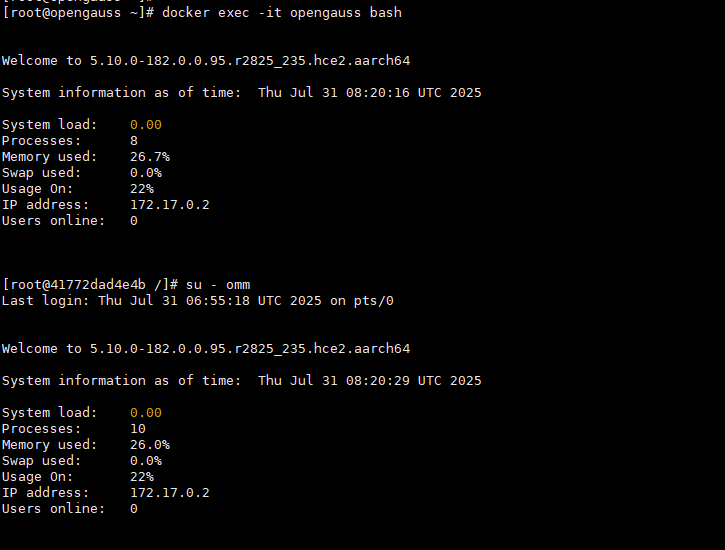 [root@opengauss ~]# docker exec -it opengauss bash
Welcome to 5.10.0-182.0.0.95.r2825_235.hce2.aarch64
System information as of time:  Thu Jul 31 08:20:16 UTC 2025
System load:    0.00
Processes:      8
Memory used:    26.7%
Swap used:      0.0%
Usage On:       22%
IP address:     172.17.0.2
Users online:   0
[root@41772dad4e4b /]# su - omm
Last login: Thu Jul 31 06:55:18 UTC 2025 on pts/0
Welcome to 5.10.0-182.0.0.95.r2825_235.hce2.aarch64
System information as of time:  Thu Jul 31 08:20:29 UTC 2025
System load:    0.00
Processes:      10
Memory used:    26.0%
Swap used:      0.0%
Usage On:       22%
IP address:     172.17.0.2
Users online:   0